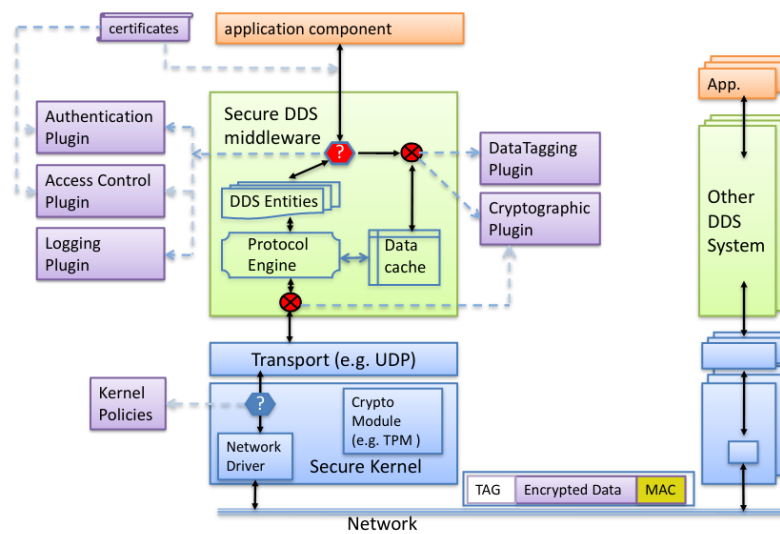 certificates
application component
App.
Authentication
Plugin
Secure DDS
middleware
?
DataTagging
Plugin
Access Control
Plugin
DDS Entities
Cryptographic
Plugin
Other
DDS
System
Logging
Plugin
Protocol
Engine
Data
cache
Transport (e.g. UDP)
Kernel
Policies
?
Crypto
Module
(e.g. TPM )
Network
Driver
Secure Kernel
TAG
Encrypted Data
MAC
Network